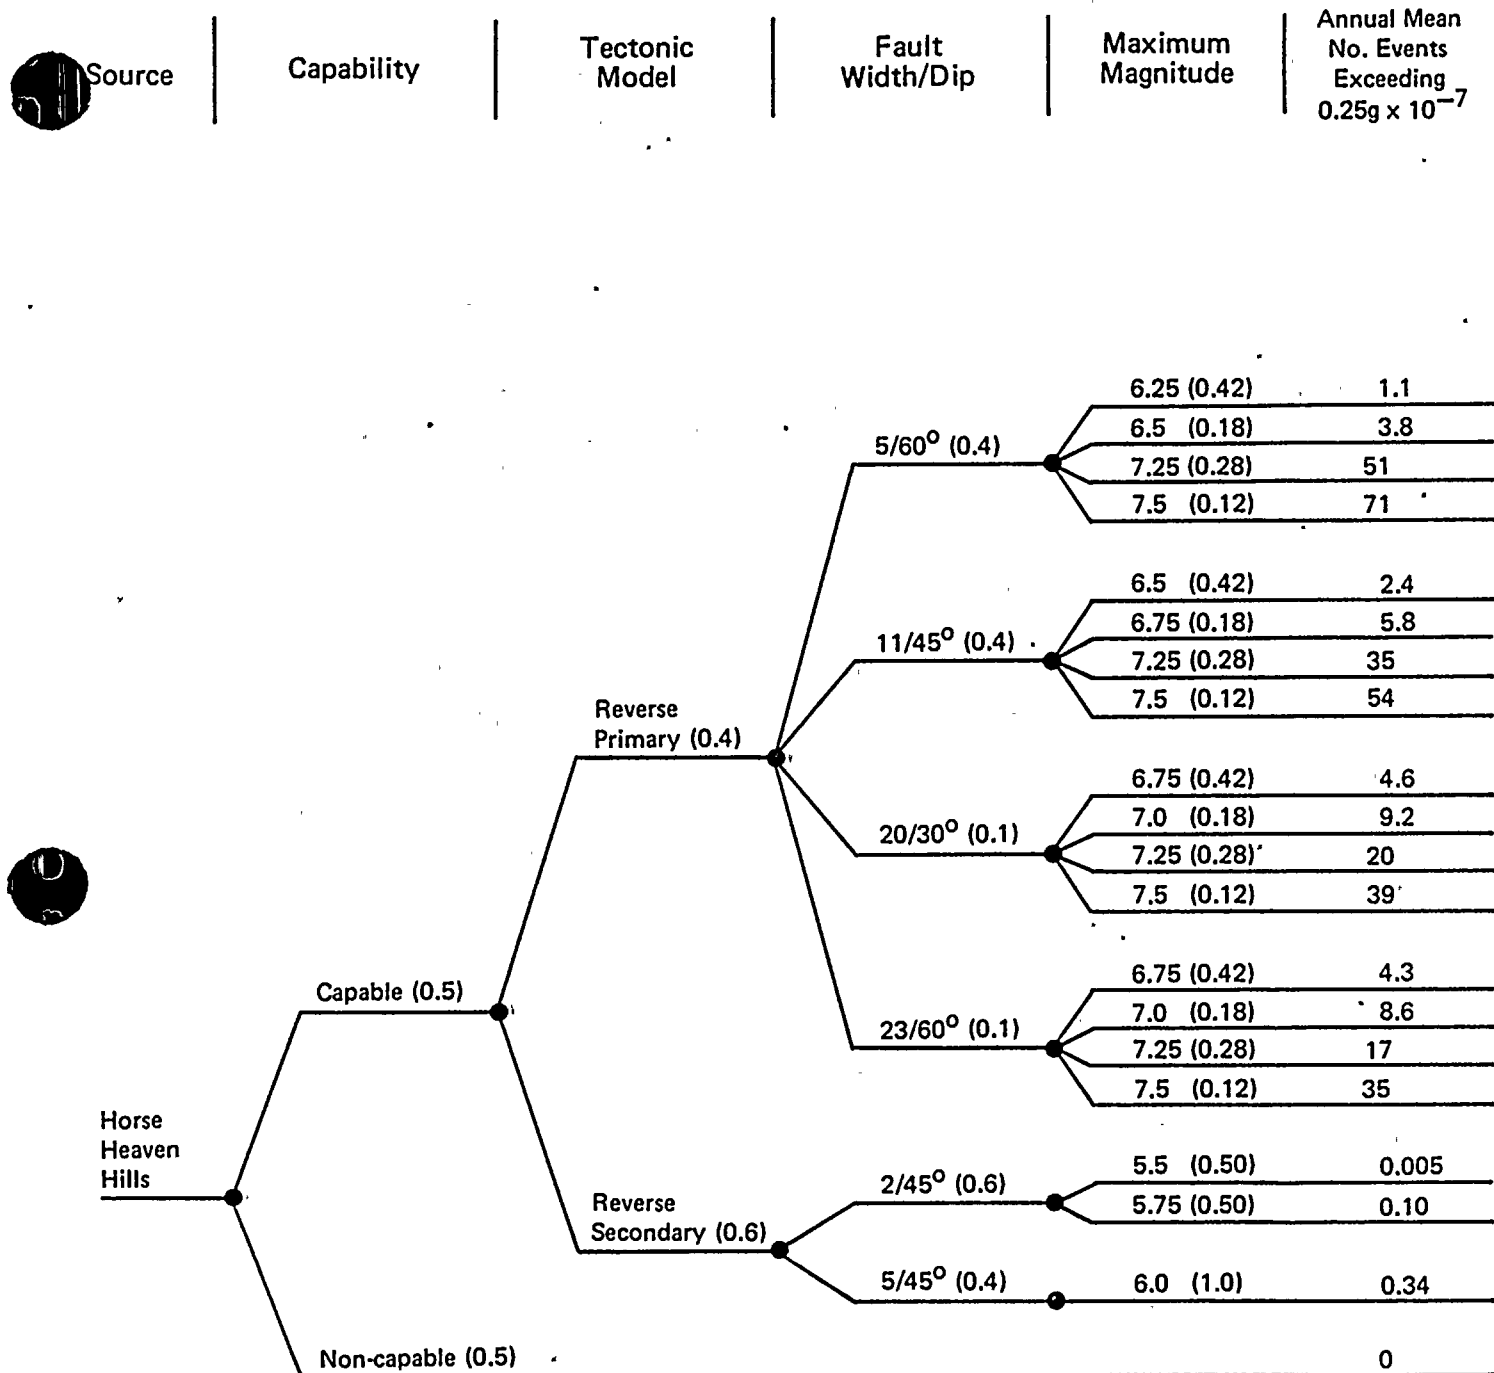 Source
Capability
Tectonic
Model
Fault
Width/Dip
Maximum
Magnitude
Annual Mean
No. Events
Exceeding
0.25g x 10⁻⁷
6.25 (0.42) 1.1
6.5 (0.18) 3.8
5/60⁰ (0.4)
7.25 (0.28) 51
7.5 (0.12) 71
6.5 (0.42) 2.4
6.75 (0.18) 5.8
11/45⁰ (0.4)
7.25 (0.28) 35
7.5 (0.12) 54
Reverse
Primary (0.4)
6.75 (0.42) 4.6
7.0 (0.18) 9.2
20/30⁰ (0.1)
7.25 (0.28) 20
7.5 (0.12) 39
Capable (0.5)
6.75 (0.42) 4.3
7.0 (0.18) 8.6
23/60⁰ (0.1)
7.25 (0.28) 17
7.5 (0.12) 35
Horse
Heaven
Hills
5.5 (0.50) 0.005
2/45⁰ (0.6)
5.75 (0.50) 0.10
Reverse
Secondary (0.6)
5/45⁰ (0.4)
6.0 (1.0) 0.34
Non-capable (0.5) 0